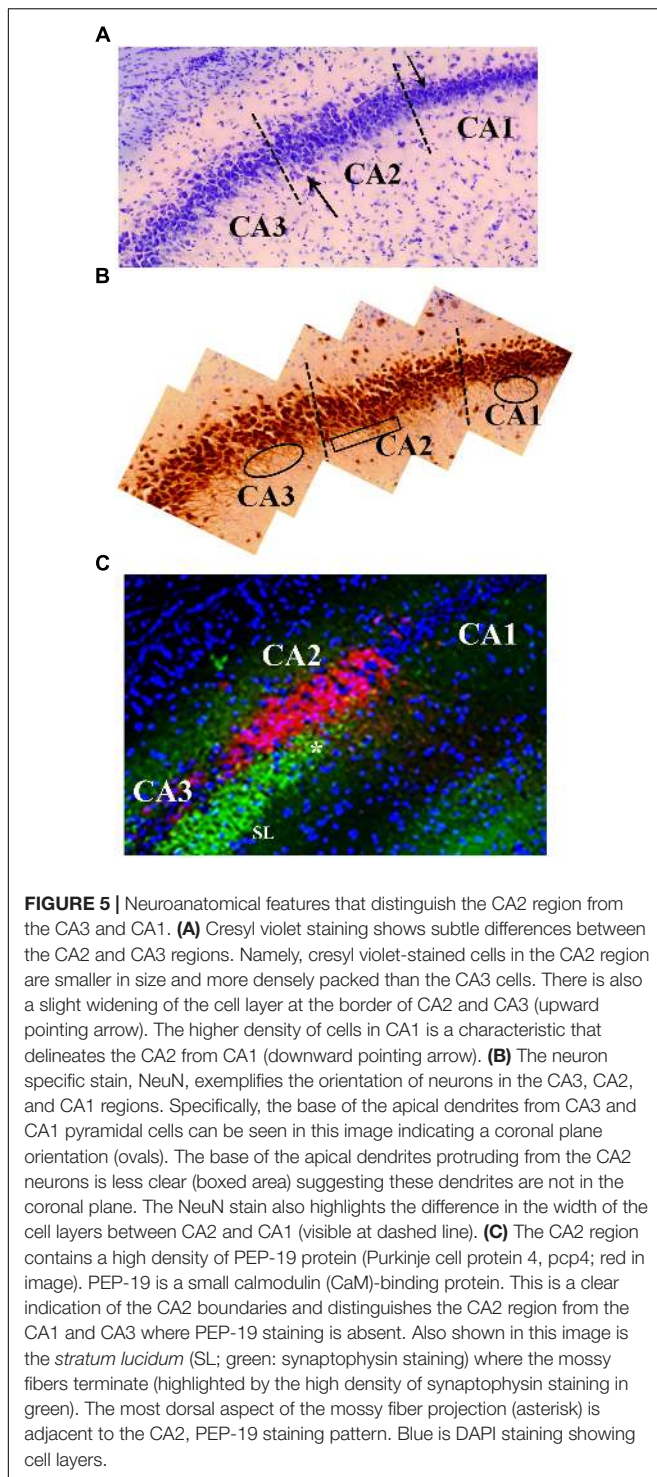 A
CA1
CA2
CA3
B
CA1
CA2
CA3
C
CA1
CA2
*
CA3
SL
FIGURE 5 | Neuroanatomical features that distinguish the CA2 region from
the CA3 and CA1. (A) Cresyl violet staining shows subtle differences between
the CA2 and CA3 regions. Namely, cresyl violet-stained cells in the CA2 region
are smaller in size and more densely packed than the CA3 cells. There is also
a slight widening of the cell layer at the border of CA2 and CA3 (upward
pointing arrow). The higher density of cells in CA1 is a characteristic that
delineates the CA2 from CA1 (downward pointing arrow). (B) The neuron
specific stain, NeuN, exemplifies the orientation of neurons in the CA3, CA2,
and CA1 regions. Specifically, the base of the apical dendrites from CA3 and
CA1 pyramidal cells can be seen in this image indicating a coronal plane
orientation (ovals). The base of the apical dendrites protruding from the CA2
neurons is less clear (boxed area) suggesting these dendrites are not in the
coronal plane. The NeuN stain also highlights the difference in the width of the
cell layers between CA2 and CA1 (visible at dashed line). (C) The CA2 region
contains a high density of PEP-19 protein (Purkinje cell protein 4, pcp4; red in
image). PEP-19 is a small calmodulin (CaM)-binding protein. This is a clear
indication of the CA2 boundaries and distinguishes the CA2 region from the
CA1 and CA3 where PEP-19 staining is absent. Also shown in this image is
the stratum lucidum (SL; green: synaptophysin staining) where the mossy
fibers terminate (highlighted by the high density of synaptophysin staining in
green). The most dorsal aspect of the mossy fiber projection (asterisk) is
adjacent to the CA2, PEP-19 staining pattern. Blue is DAPI staining showing
cell layers.